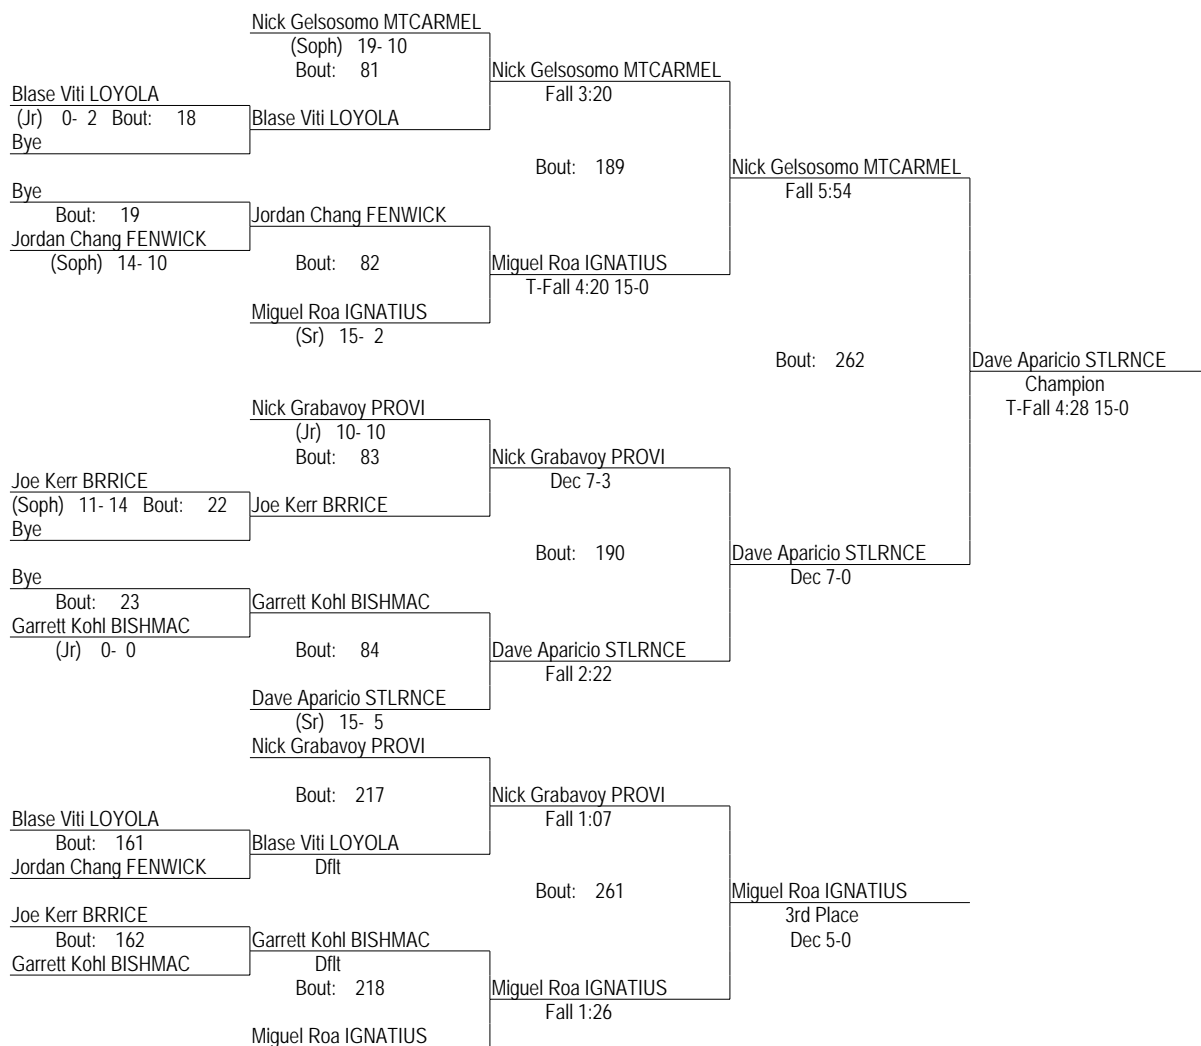 Nick Gelsosomo MTCARMEL
(Soph) 19- 10
Bout: 81
Nick Gelsosomo MTCARMEL
Fall 3:20
Blase Viti LOYOLA
(Jr) 0- 2 Bout: 18
Blase Viti LOYOLA
Bye
Bout: 189
Nick Gelsosomo MTCARMEL
Fall 5:54
Bye
Bout: 19
Jordan Chang FENWICK
Jordan Chang FENWICK
(Soph) 14- 10
Bout: 82
Miguel Roa IGNATIUS
T-Fall 4:20 15-0
Miguel Roa IGNATIUS
(Sr) 15- 2
Bout: 262
Dave Aparicio STLRNCE
Champion
T-Fall 4:28 15-0
Nick Grabavoy PROVI
(Jr) 10- 10
Bout: 83
Nick Grabavoy PROVI
Dec 7-3
Joe Kerr BRRICE
(Soph) 11- 14 Bout: 22
Joe Kerr BRRICE
Bye
Bout: 190
Dave Aparicio STLRNCE
Dec 7-0
Bye
Bout: 23
Garrett Kohl BISHMAC
Garrett Kohl BISHMAC
(Jr) 0- 0
Bout: 84
Dave Aparicio STLRNCE
Fall 2:22
Dave Aparicio STLRNCE
(Sr) 15- 5
Nick Grabavoy PROVI
Bout: 217
Nick Grabavoy PROVI
Fall 1:07
Blase Viti LOYOLA
Bout: 161
Blase Viti LOYOLA
Jordan Chang FENWICK
Dflt
Bout: 261
Miguel Roa IGNATIUS
3rd Place
Dec 5-0
Joe Kerr BRRICE
Bout: 162
Garrett Kohl BISHMAC
Garrett Kohl BISHMAC
Dflt
Bout: 218
Miguel Roa IGNATIUS
Fall 1:26
Miguel Roa IGNATIUS